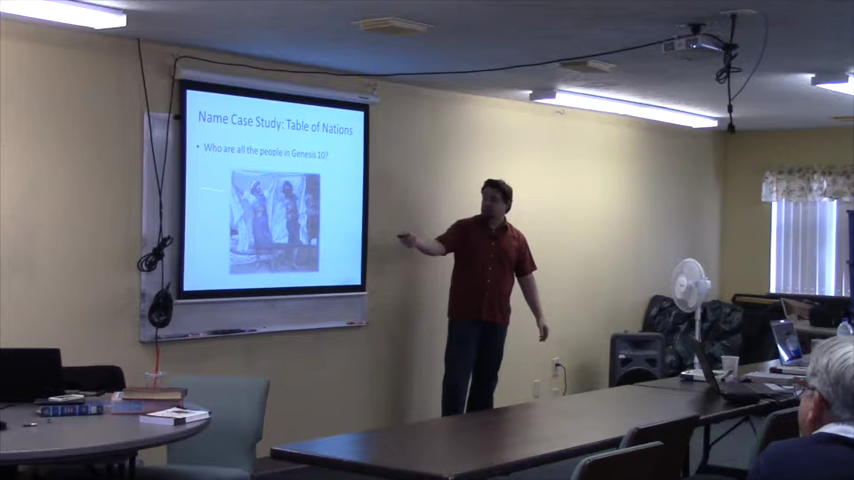 Name Case Study: Table of Nations
• Who are all the people in Genesis 10?